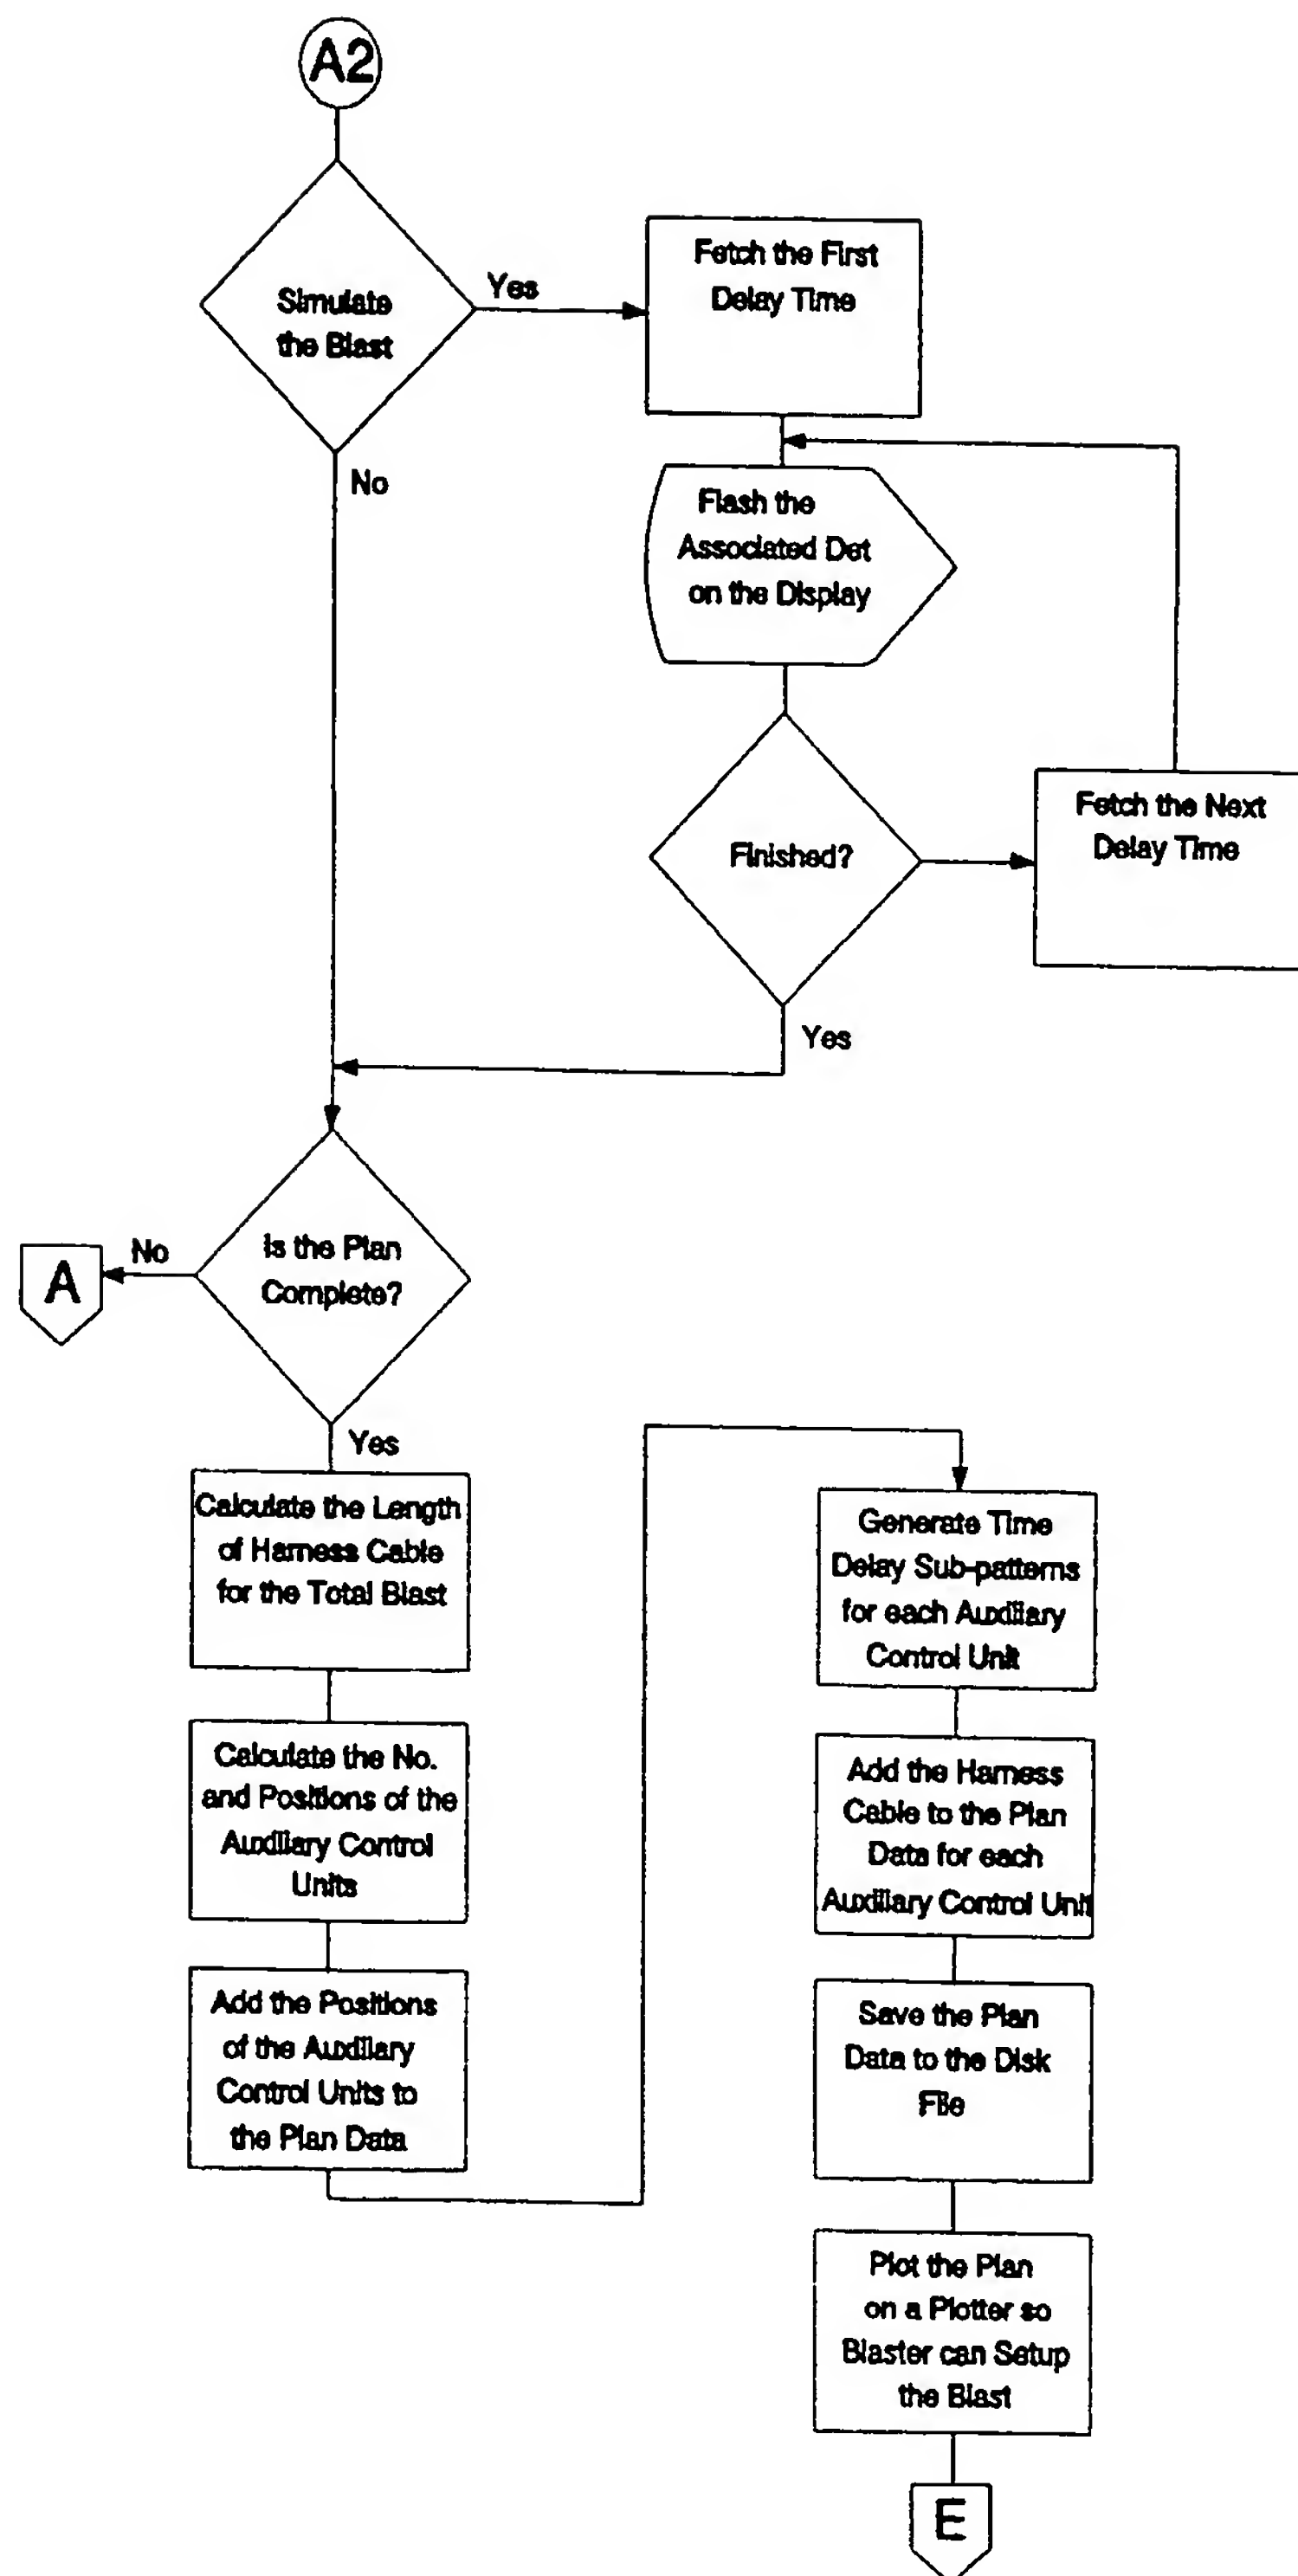 A2
Simulate
the Blast
Yes
No
Fetch the First
Delay Time
Flash the
Associated Det
on the Display
Finished?
Fetch the Next
Delay Time
Yes
Is the Plan
Complete?
No
A
Yes
Calculate the Length
of Harness Cable
for the Total Blast
Calculate the No.
and Positions of the
Auxiliary Control
Units
Add the Positions
of the Auxiliary
Control Units to
the Plan Data
Generate Time
Delay Sub-patterns
for each Auxiliary
Control Unit
Add the Harness
Cable to the Plan
Data for each
Auxiliary Control Unit
Save the Plan
Data to the Disk
File
Plot the Plan
on a Plotter so
Blaster can Setup
the Blast
E